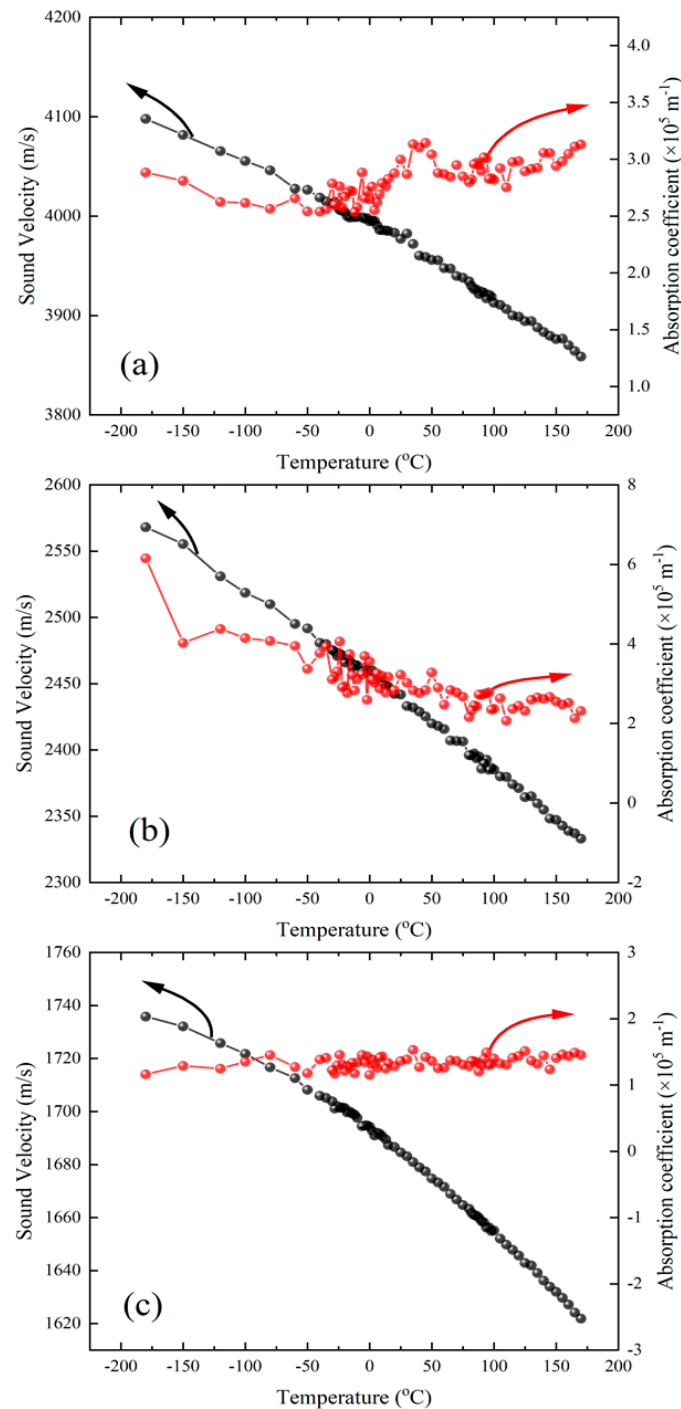 4200
4100
4000
3900
3800
Sound Velocity (m/s)
4.0
3.5
3.0
2.5
2.0
1.5
1.0
Absorption coefficient (×10⁵ m⁻¹)
(a)
-200 -150 -100 -50 0 50 100 150 200
Temperature (°C)
2600
2550
2500
2450
2400
2350
2300
Sound Velocity (m/s)
8
6
4
2
0
-2
Absorption coefficient (×10⁵ m⁻¹)
(b)
-200 -150 -100 -50 0 50 100 150 200
Temperature (°C)
1760
1740
1720
1700
1680
1660
1640
1620
Sound Velocity (m/s)
3
2
1
0
-1
-2
-3
Absorption coefficient (×10⁵ m⁻¹)
(c)
-200 -150 -100 -50 0 50 100 150 200
Temperature (°C)